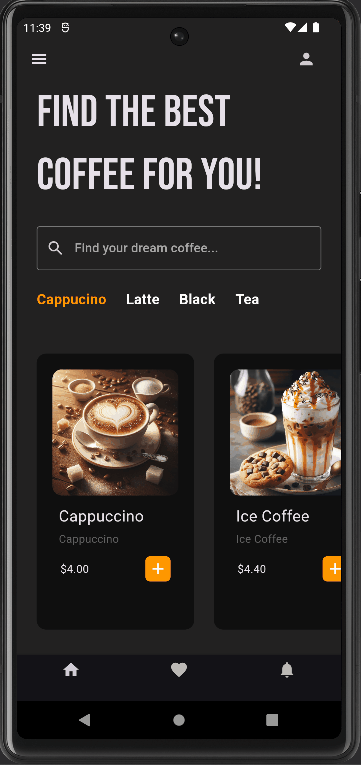 11:39
FIND THE BEST
COFFEE FOR YOU!
Find your dream coffee...
Cappucino Latte Black Tea
Cappuccino
Cappuccino
$4.00
Ice Coffee
Ice Coffee
$4.40